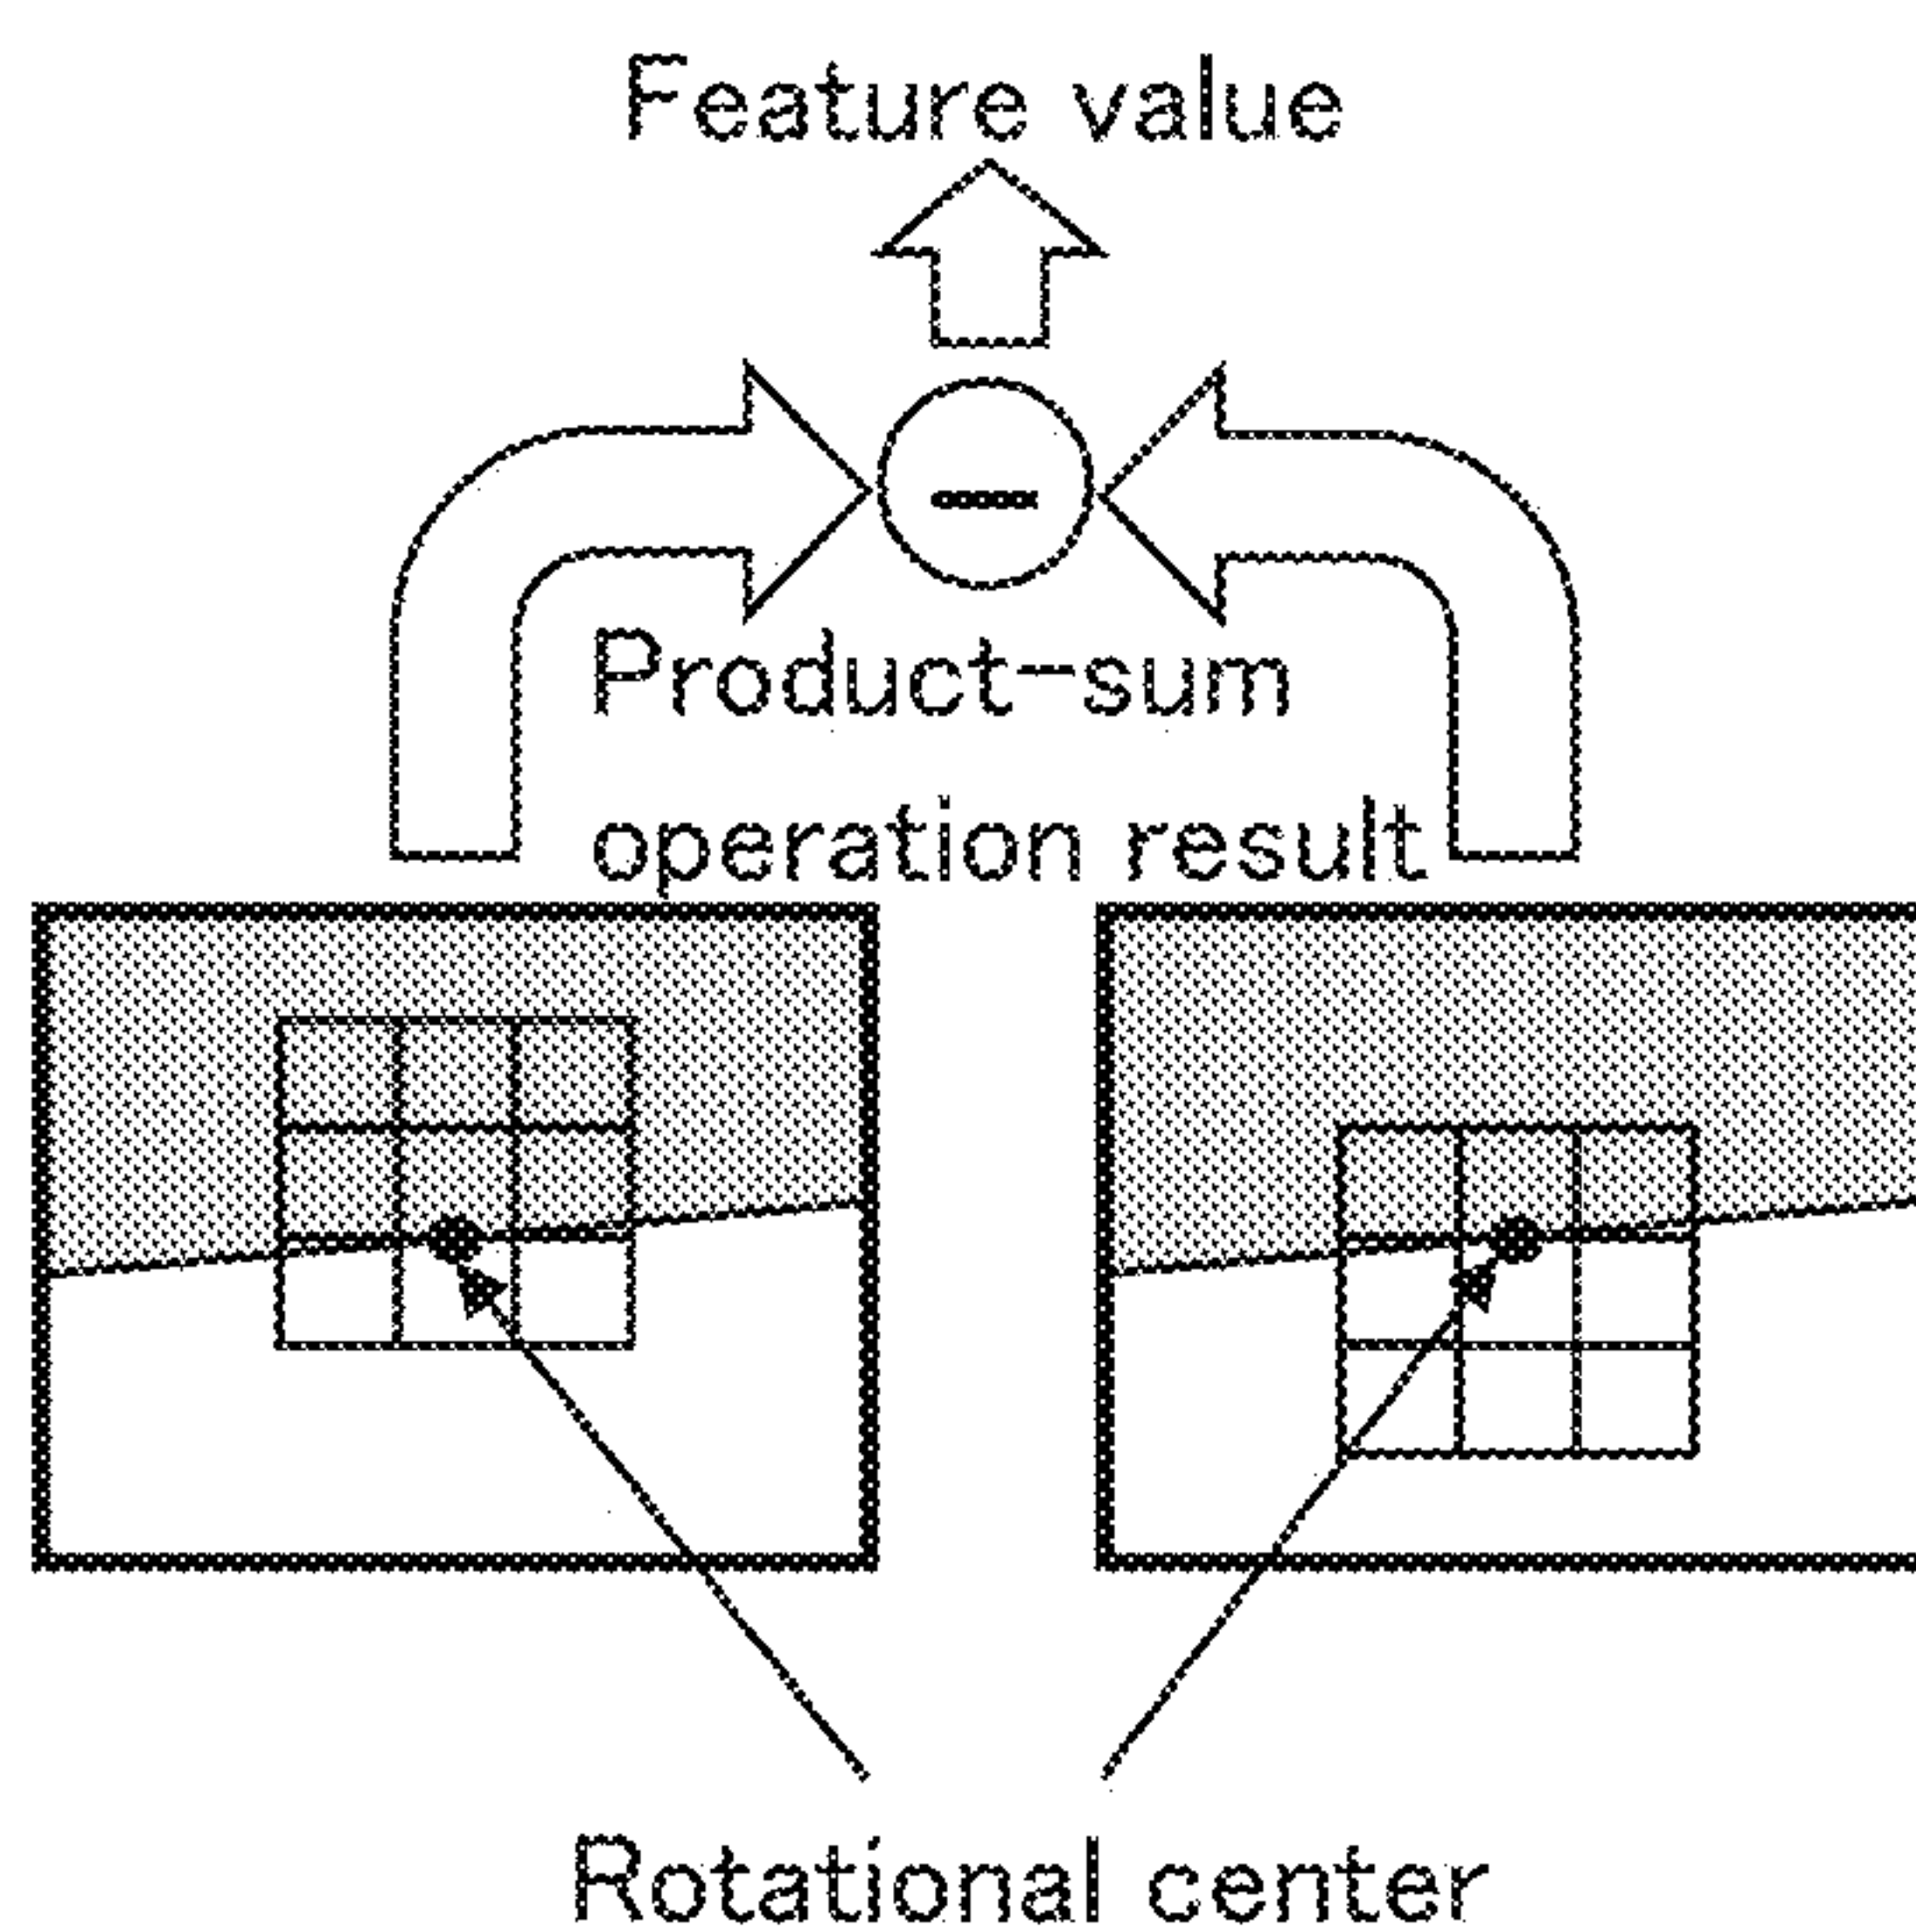 Feature value
—
Product-sum
operation result
Rotational center